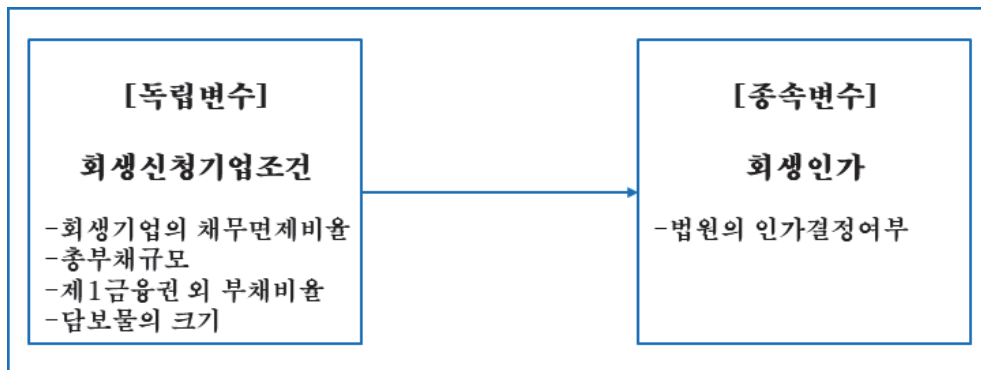 [독립변수]
회생신청기업조건
-회생기업의 채무면제비율
-총부채규모
-제1금융권 외 부채비율
-담보물의 크기
[종속변수]
회생인가
-법원의 인가결정여부